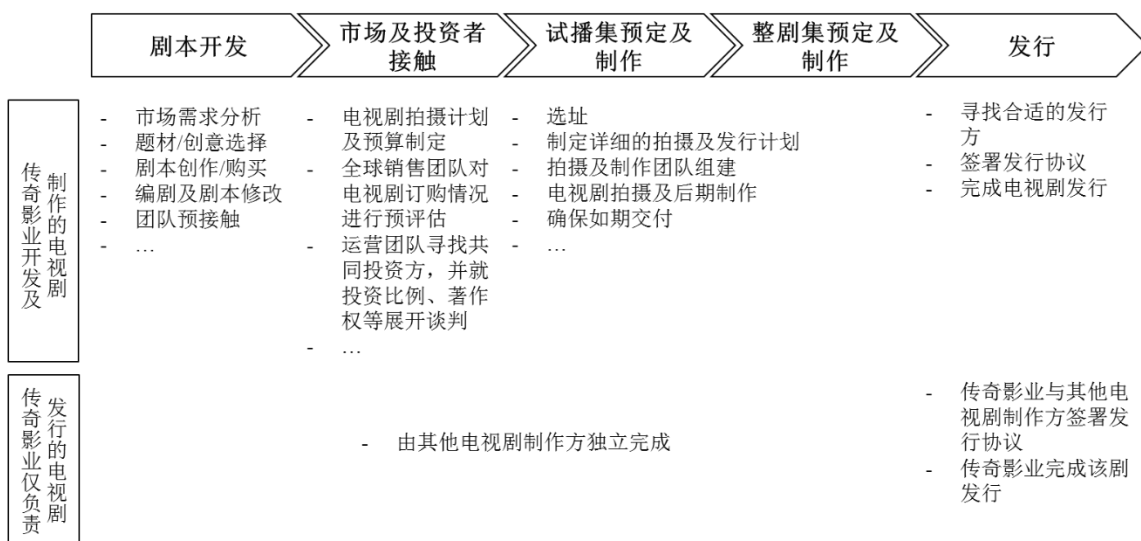 剧本开发
市场及投资者
接触
试播集预定及
制作
整剧集预定及
制作
发行
传奇影业开发及
制作的电视剧
- 市场需求分析
- 题材/创意选择
- 剧本创作/购买
- 编剧及剧本修改
- 团队预接触
- …
- 电视剧拍摄计划
及预算制定
- 全球销售团队对
电视剧订购情况
进行预评估
- 运营团队寻找共
同投资方，并就
投资比例、著作
权等展开谈判
- …
- 选址
- 制定详细的拍摄及发行计划
- 拍摄及制作团队组建
- 电视剧拍摄及后期制作
- 确保如期交付
- …
- 寻找合适的发行
方
- 签署发行协议
- 完成电视剧发行
传奇影业仅负责
发行的电视剧
- 由其他电视剧制作方独立完成
- 传奇影业与其他电
视剧制作方签署发
行协议
- 传奇影业完成该剧
发行